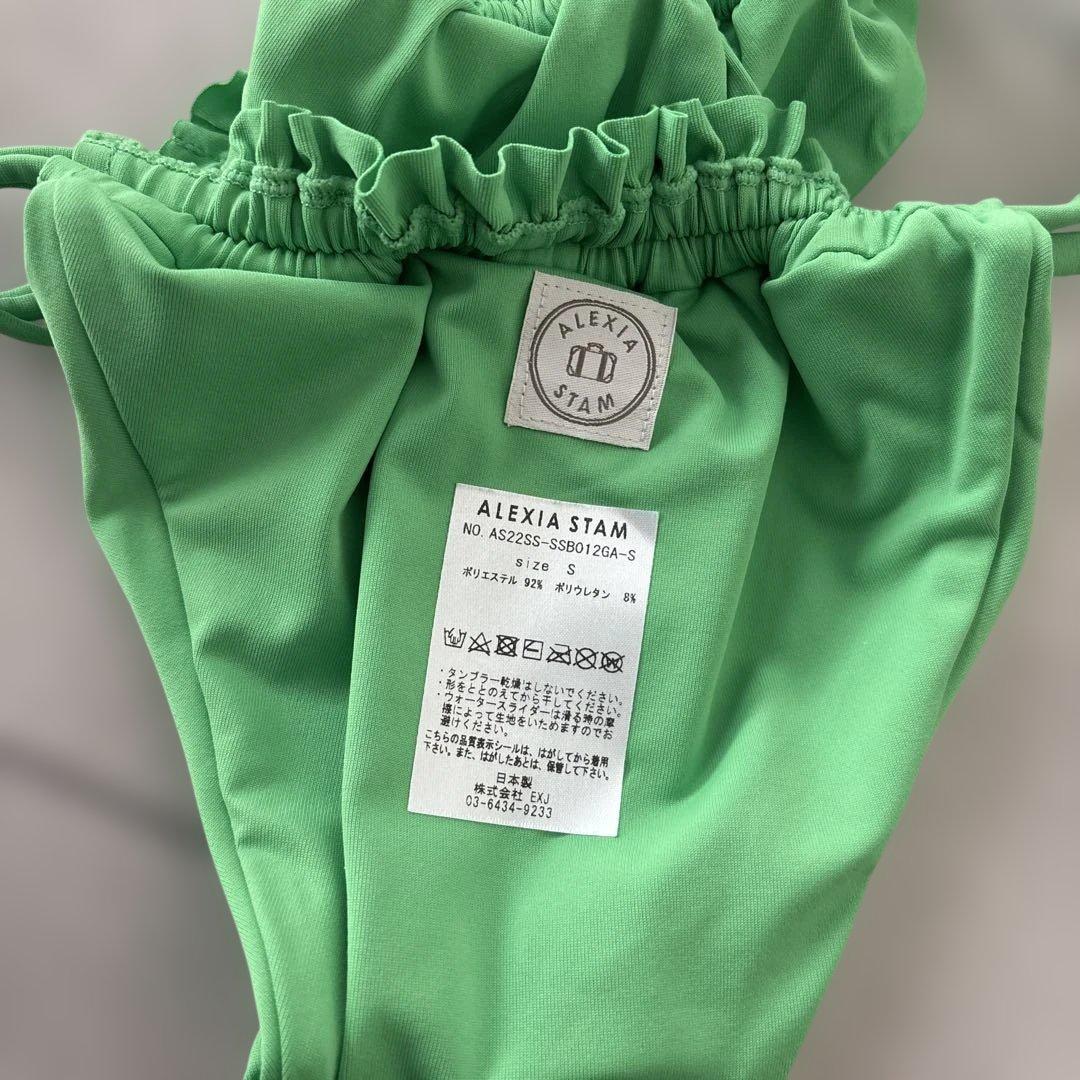 ALEXIA
STAM
ALEXIA STAM
NO. AS22SS-SSB012GA-S
size S
ポリエステル 92% ポリウレタン 8%
・タンブラー乾燥はしないでください。
・形をととのえてから干してください。
・ウォータースライダーは滑る時の摩
擦によって生地をいためますのでお
避けください。
こちらの品質表示シールは、はがしてから着用
下さい。また、はがしたあとは、保管して下さい。
日本製
株式会社 EXJ
03-6434-9233